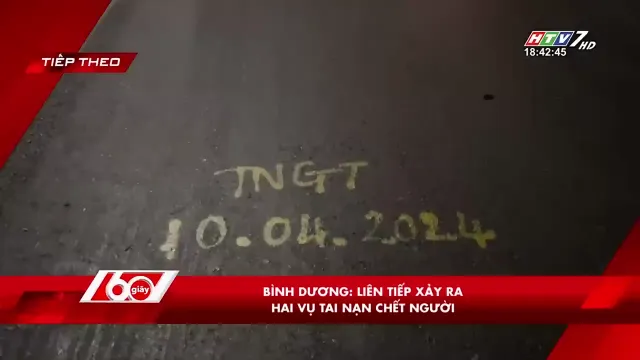 HTV7 HD
18:42:45
TIẾP THEO
TNGT
10.04.2024
60 giây
BÌNH DƯƠNG: LIÊN TIẾP XẢY RA
HAI VỤ TAI NẠN CHẾT NGƯỜI